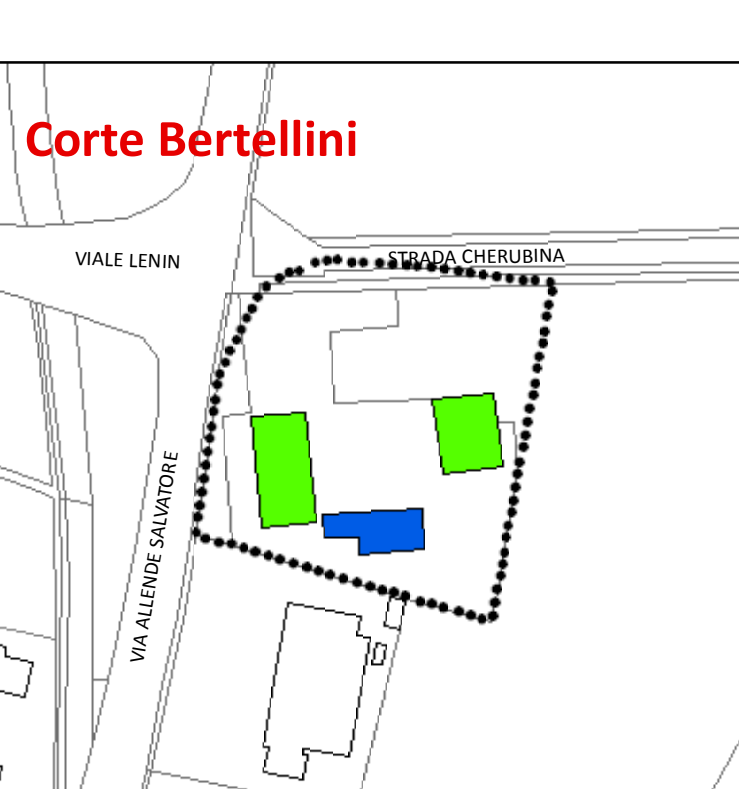 Corte Bertellini
VIALE LENIN
STRADA CHERUBINA
VIA ALLENDE SALVATORE